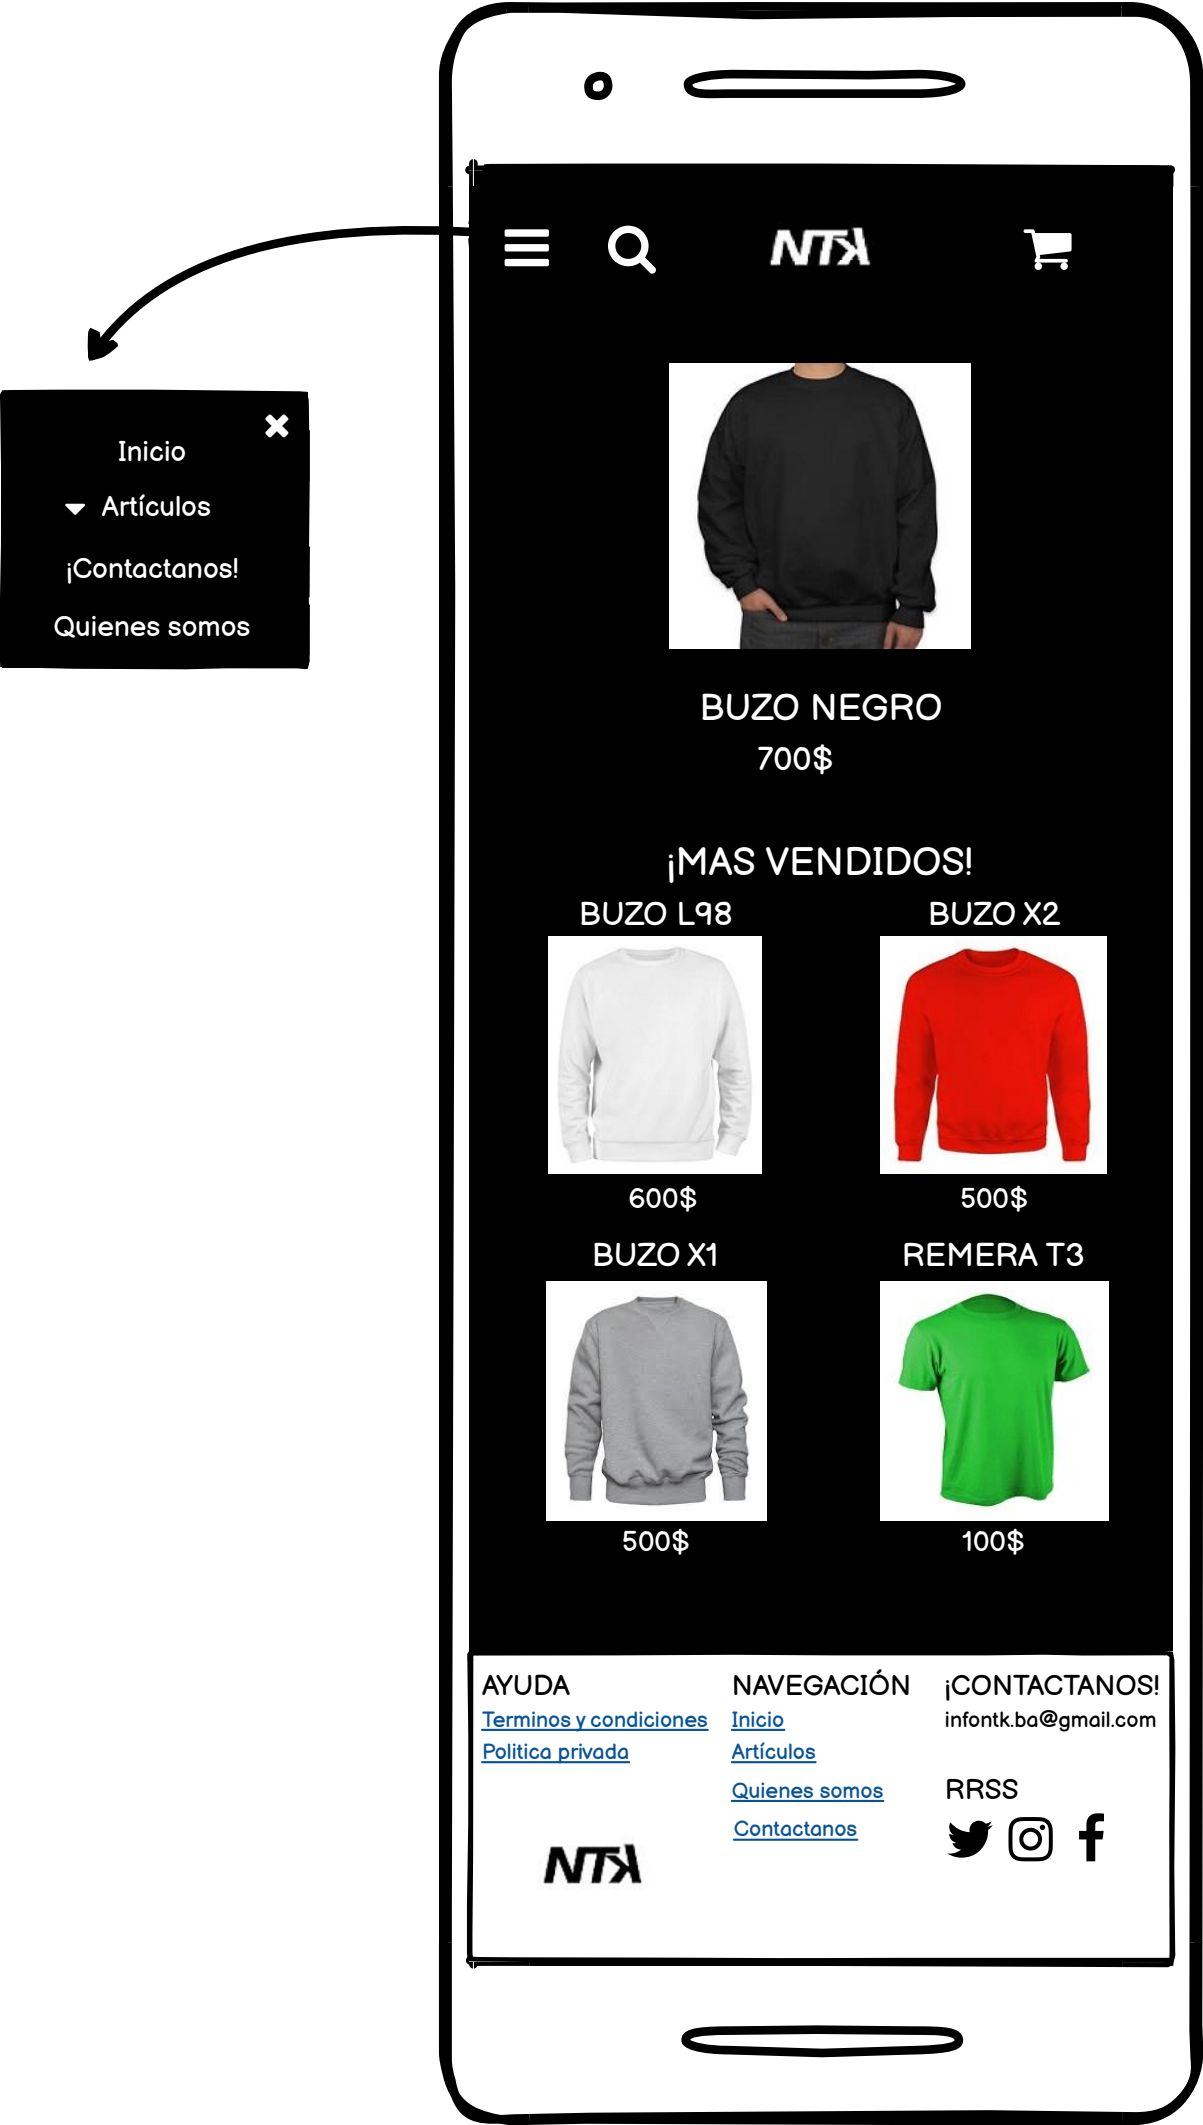 NTK
Inicio
Artículos
¡Contactanos!
Quienes somos
BUZO NEGRO
700$
¡MAS VENDIDOS!
BUZO L98
BUZO X2
600$
500$
BUZO X1
REMERA T3
500$
100$
AYUDA
Terminos y condiciones
Politica privada
NTK
NAVEGACIÓN
Inicio
Artículos
Quienes somos
Contactanos
¡CONTACTANOS!
infontk.ba@gmail.com
RRSS